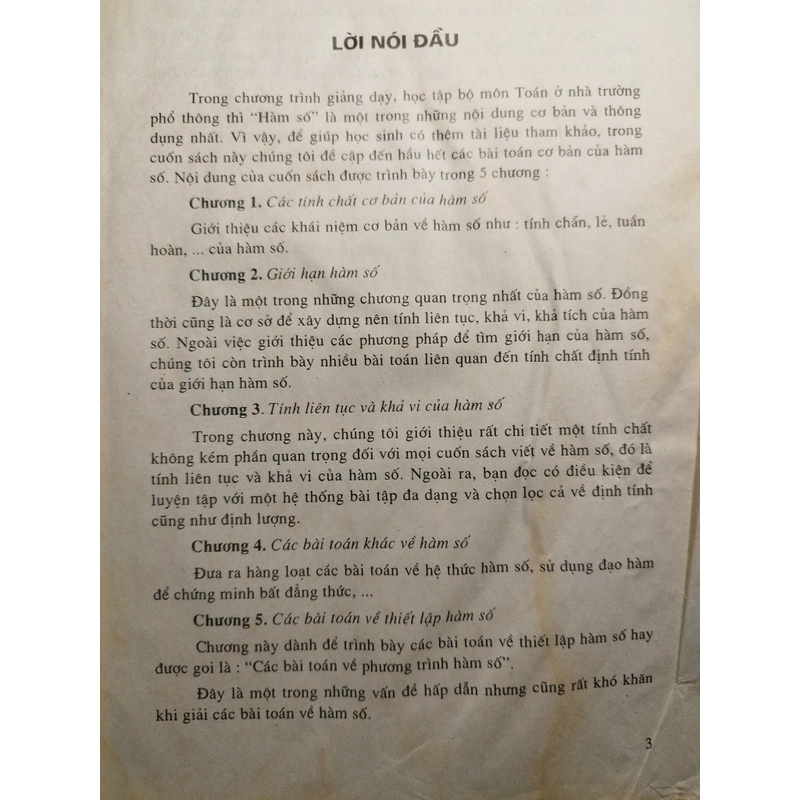 LỜI NÓI ĐẦU
Trong chương trình giảng dạy, học tập bộ môn Toán ở nhà trường
phổ thông thì “Hàm số” là một trong những nội dung cơ bản và thông
dụng nhất. Vì vậy, để giúp học sinh có thêm tài liệu tham khảo, trong
cuốn sách này chúng tôi đề cập đến hầu hết các bài toán cơ bản của hàm
số. Nội dung của cuốn sách được trình bày trong 5 chương :
Chương 1. Các tính chất cơ bản của hàm số
Giới thiệu các khái niệm cơ bản về hàm số như : tính chẵn, lẻ, tuần
hoàn, ... của hàm số.
Chương 2. Giới hạn hàm số
Đây là một trong những chương quan trọng nhất của hàm số. Đồng
thời cũng là cơ sở để xây dựng nên tính liên tục, khả vi, khả tích của hàm
số. Ngoài việc giới thiệu các phương pháp để tìm giới hạn của hàm số,
chúng tôi còn trình bày nhiều bài toán liên quan đến tính chất định tính
của giới hạn hàm số.
Chương 3. Tính liên tục và khả vi của hàm số
Trong chương này, chúng tôi giới thiệu rất chi tiết một tính chất
không kém phần quan trọng đối với mọi cuốn sách viết về hàm số, đó là
tính liên tục và khả vi của hàm số. Ngoài ra, bạn đọc có điều kiện để
luyện tập với một hệ thống bài tập đa dạng và chọn lọc cả về định tính
cũng như định lượng.
Chương 4. Các bài toán khác về hàm số
Đưa ra hàng loạt các bài toán về hệ thức hàm số, sử dụng đạo hàm
để chứng minh bất đẳng thức, ...
Chương 5. Các bài toán về thiết lập hàm số
Chương này dành để trình bày các bài toán về thiết lập hàm số hay
được gọi là : “Các bài toán về phương trình hàm số”.
Đây là một trong những vấn đề hấp dẫn nhưng cũng rất khó khăn
khi giải các bài toán về hàm số.
3